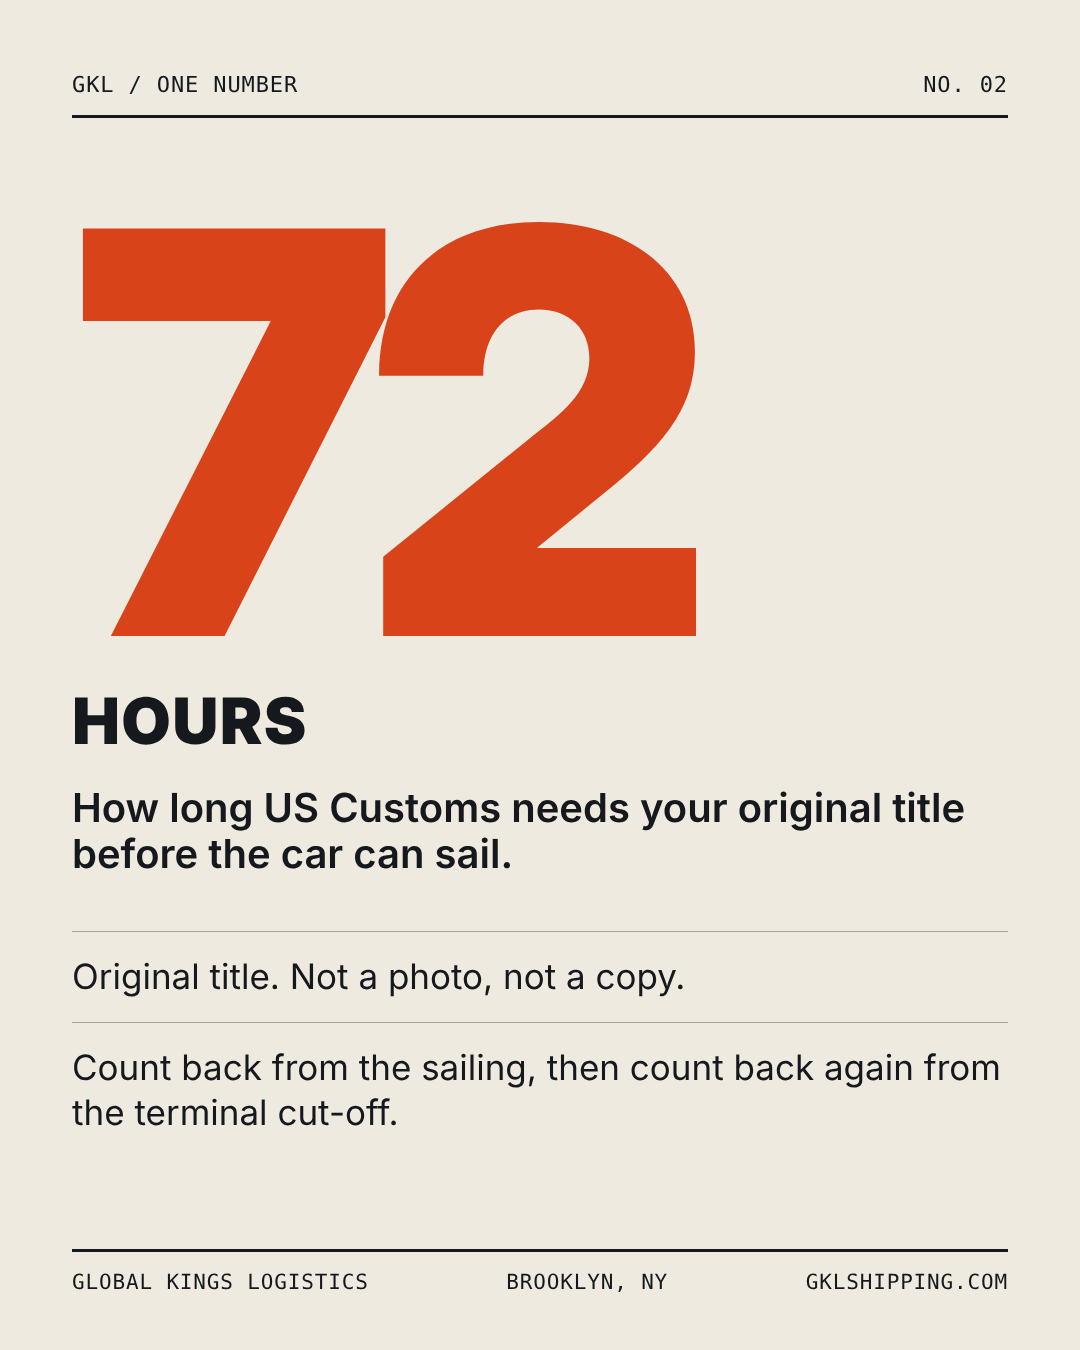 GKL / ONE NUMBER
NO. 02
72
HOURS
How long US Customs needs your original title
before the car can sail.
Original title. Not a photo, not a copy.
Count back from the sailing, then count back again from
the terminal cut-off.
GLOBAL KINGS LOGISTICS
BROOKLYN, NY
GKLSHIPPING.COM